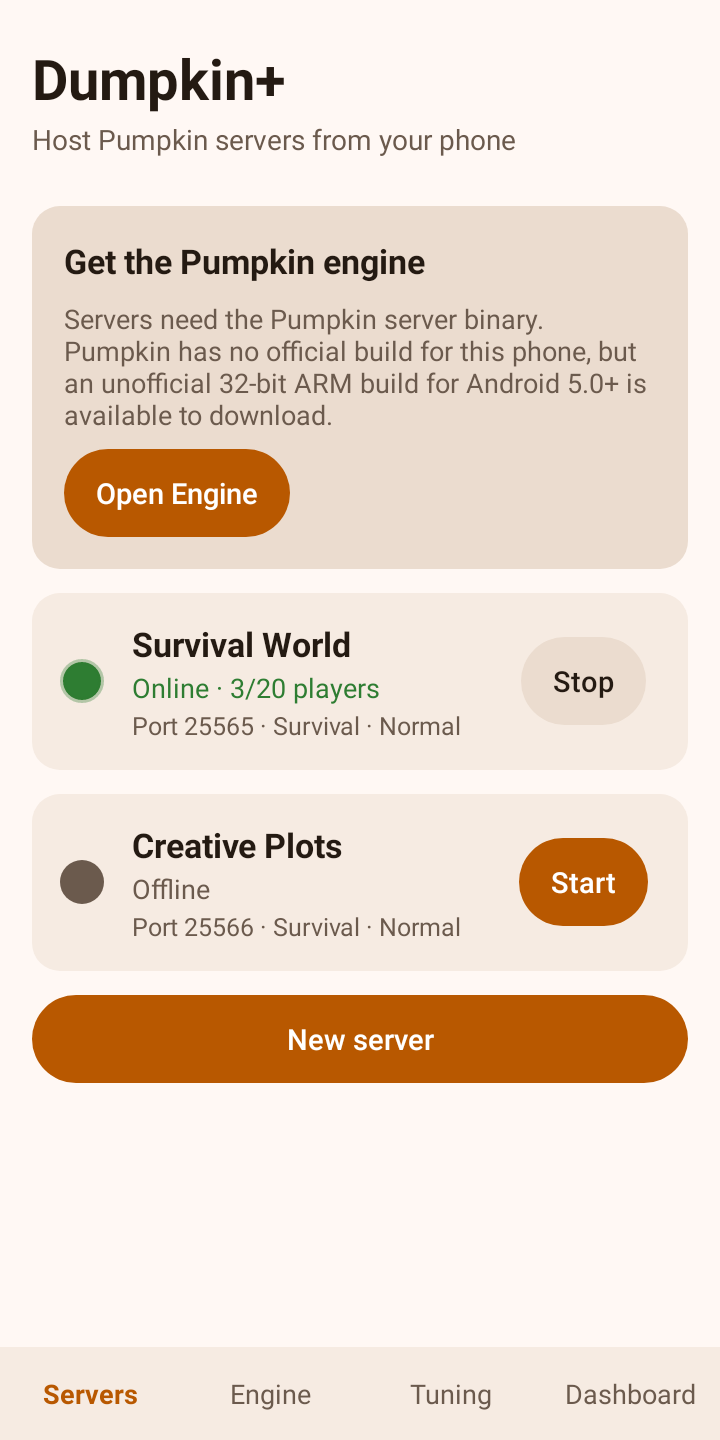 Dumpkin+
Host Pumpkin servers from your phone
Get the Pumpkin engine
Servers need the Pumpkin server binary.
Pumpkin has no official build for this phone, but
an unofficial 32-bit ARM build for Android 5.0+ is
available to download.
Open Engine
Survival World
Online · 3/20 players
Port 25565 · Survival · Normal
Stop
Creative Plots
Offline
Port 25566 · Survival · Normal
Start
New server
Servers
Engine
Tuning
Dashboard